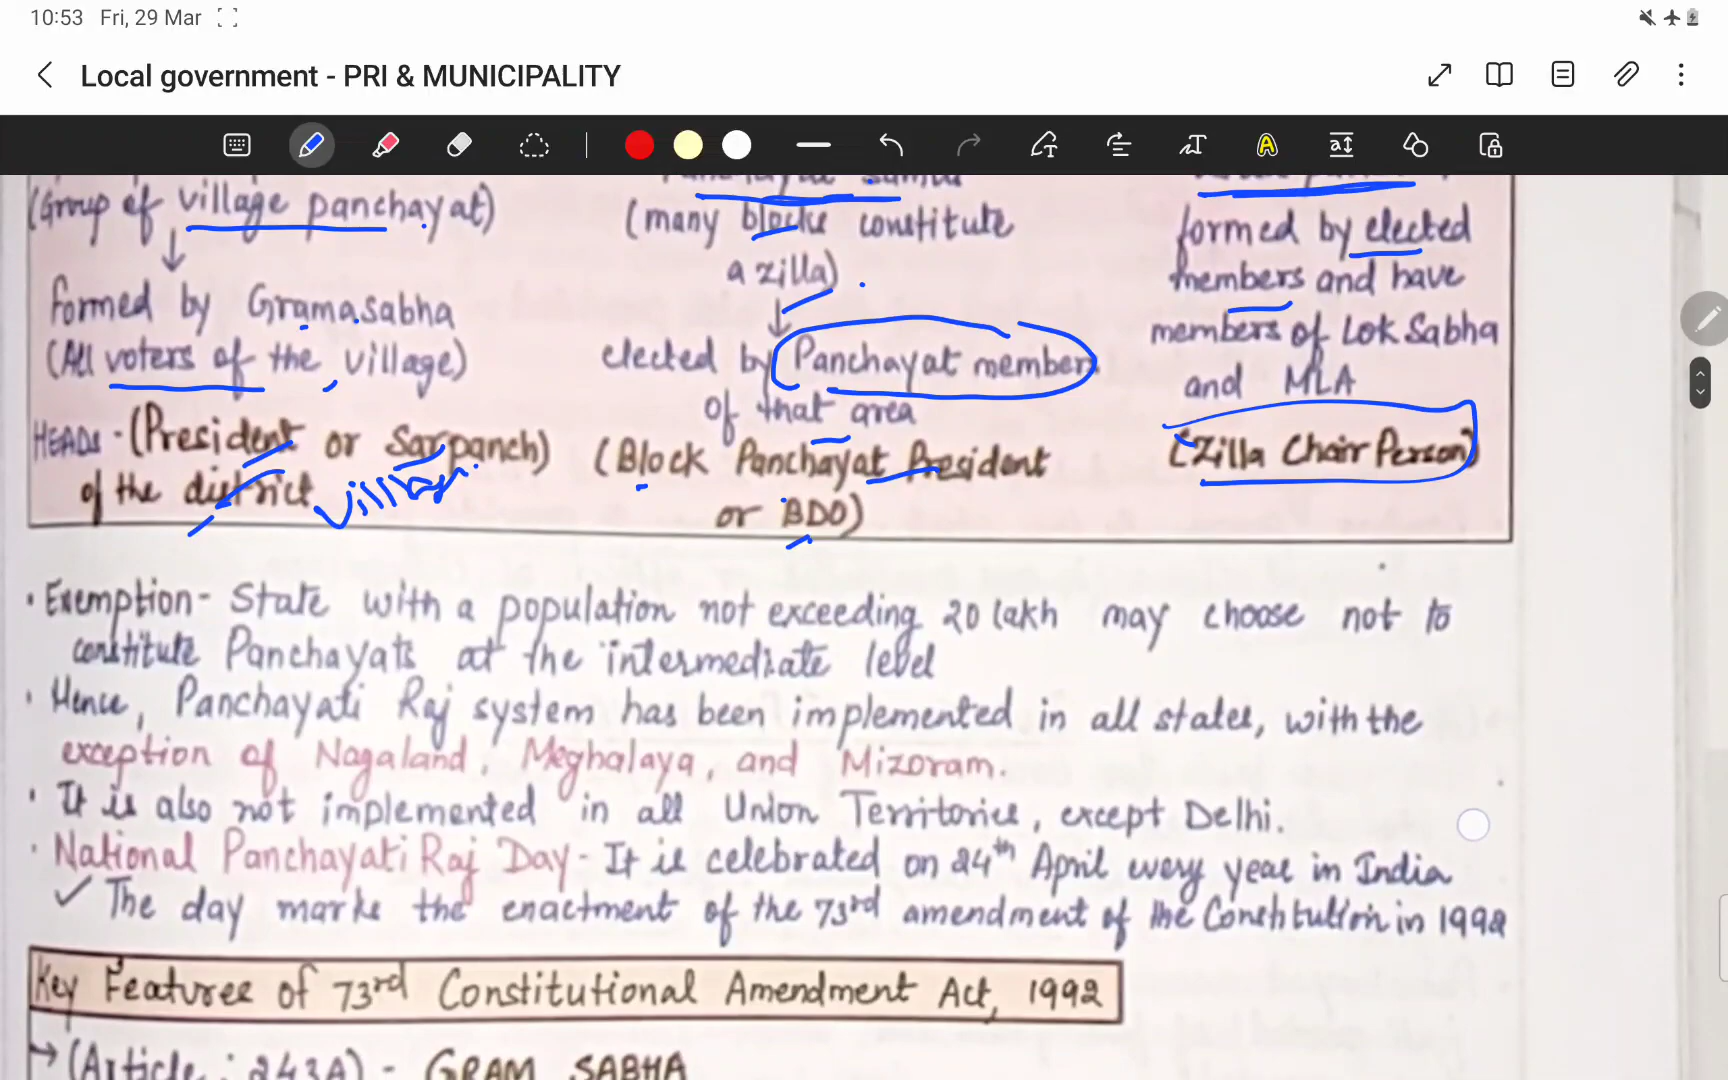 10:53 Fri, 29 Mar
Local government - PRI & MUNICIPALITY
(Group of village panchayat)
formed by Gramasabha
(All voters of the village)
HEADS - (President or Sarpanch)
of the district village
(many blocks constitute
a zilla)
elected by Panchayat members
of that area
(Block Panchayat President
or BDO)
formed by elected
members and have
members of Lok Sabha
and MLA
(Zilla Chair Person)
• Exemption - State with a population not exceeding 20 lakh may choose not to
constitute Panchayats at the intermediate level
• Hence, Panchayati Raj system has been implemented in all states, with the
exception of Nagaland, Meghalaya, and Mizoram.
• It is also not implemented in all Union Territories, except Delhi.
• National Panchayati Raj Day - It is celebrated on 24th April every year in India
✓ The day marks the enactment of the 73rd amendment of the Constitution in 1992
Key Features of 73rd Constitutional Amendment Act, 1992
→ (Article : 243A) - GRAM SABHA